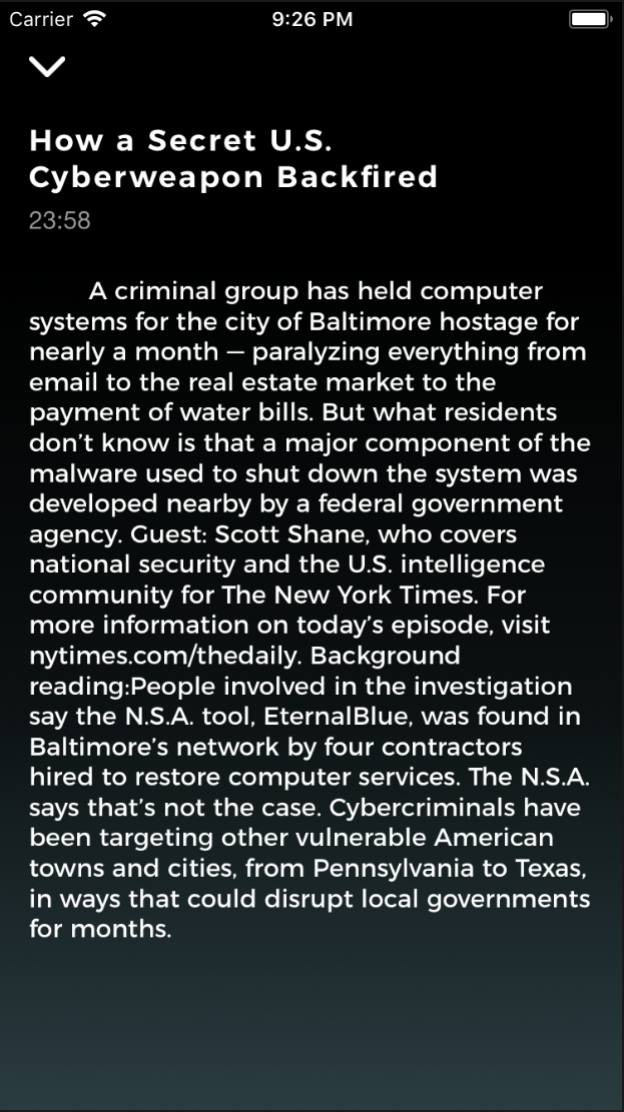 Carrier 9:26 PM
How a Secret U.S.
Cyberweapon Backfired
23:58
A criminal group has held computer
systems for the city of Baltimore hostage for
nearly a month — paralyzing everything from
email to the real estate market to the
payment of water bills. But what residents
don’t know is that a major component of the
malware used to shut down the system was
developed nearby by a federal government
agency. Guest: Scott Shane, who covers
national security and the U.S. intelligence
community for The New York Times. For
more information on today’s episode, visit
nytimes.com/thedaily. Background
reading:People involved in the investigation
say the N.S.A. tool, EternalBlue, was found in
Baltimore’s network by four contractors
hired to restore computer services. The N.S.A.
says that’s not the case. Cybercriminals have
been targeting other vulnerable American
towns and cities, from Pennsylvania to Texas,
in ways that could disrupt local governments
for months.